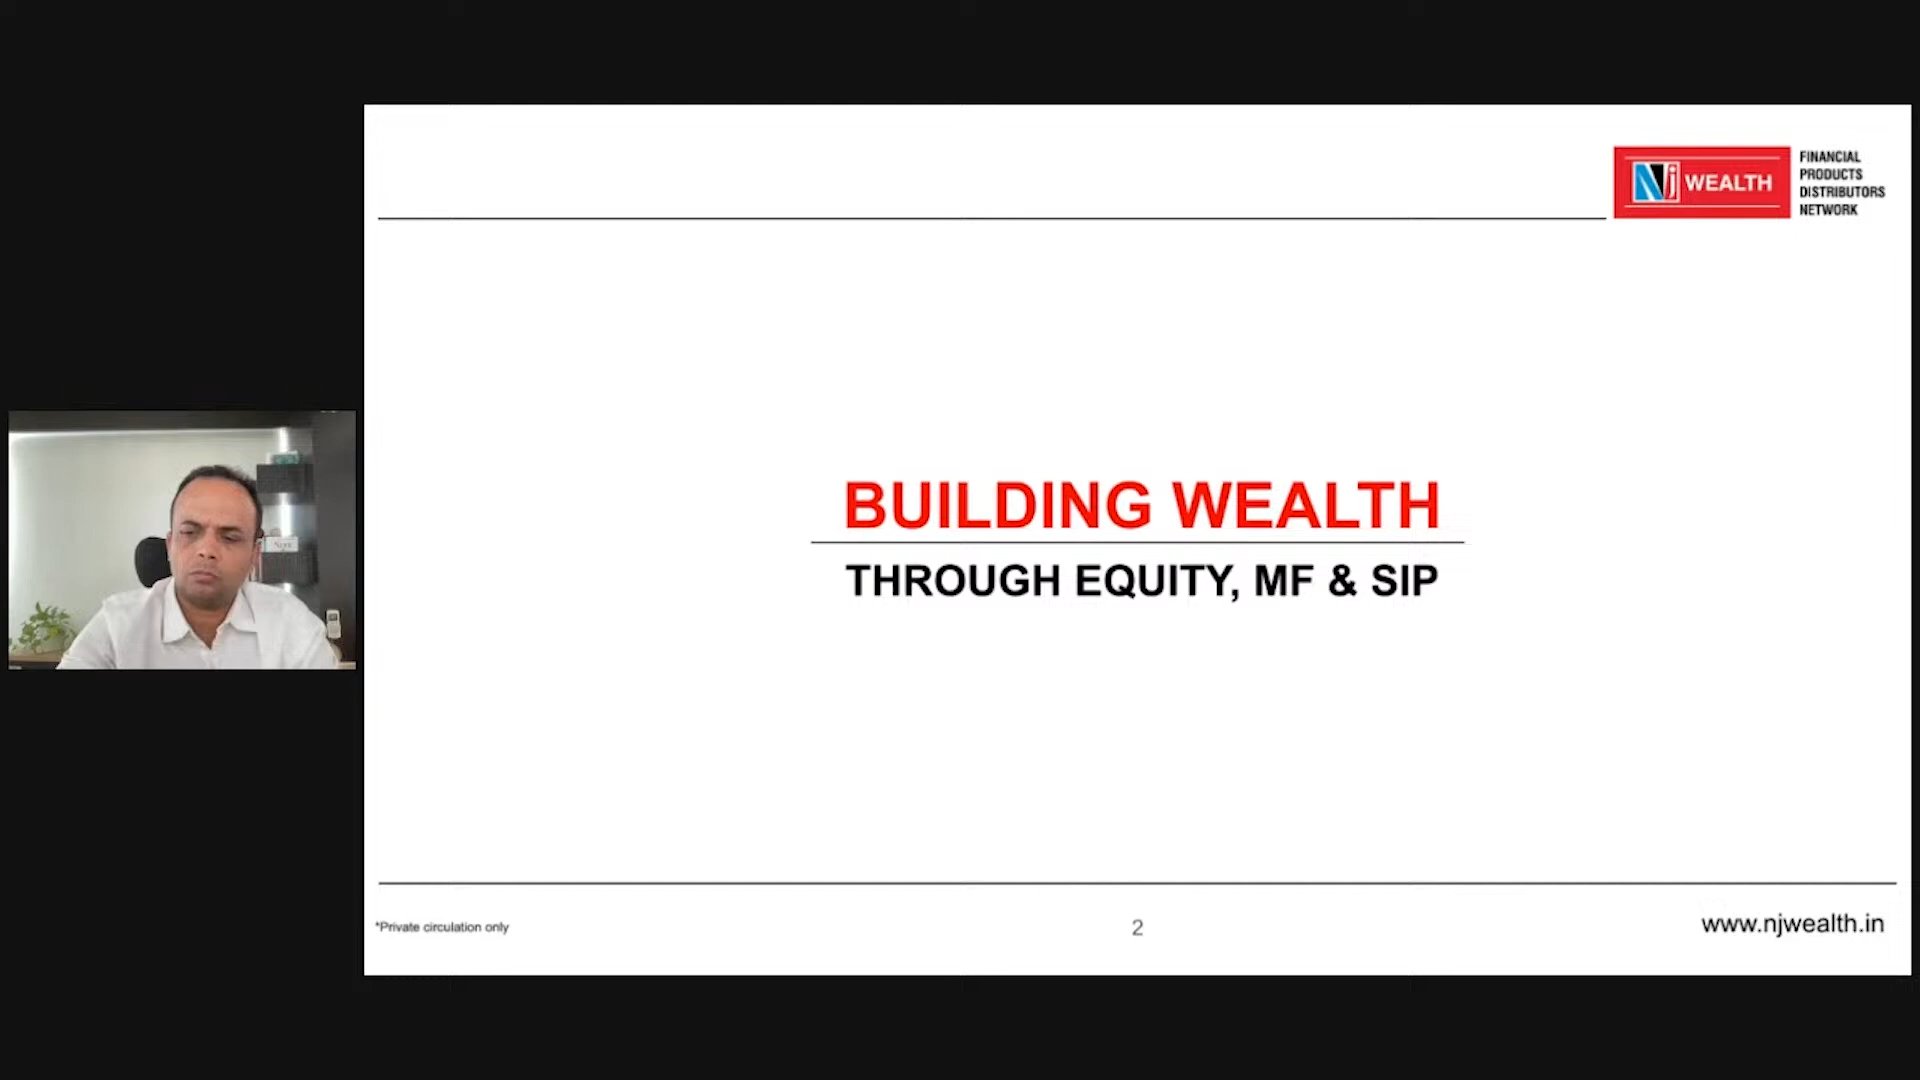 Nj WEALTH
FINANCIAL
PRODUCTS
DISTRIBUTORS
NETWORK
BUILDING WEALTH
THROUGH EQUITY, MF & SIP
*Private circulation only
2
www.njwealth.in